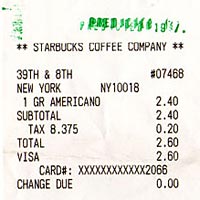 ** STARBUCKS COFFEE COMPANY **
39TH & 8TH #07468
NEW YORK NY10018
1 GR AMERICANO 2.40
SUBTOTAL 2.40
TAX 8.375 0.20
TOTAL 2.60
VISA 2.60
CARD#: XXXXXXXXXXXX2066
CHANGE DUE 0.00